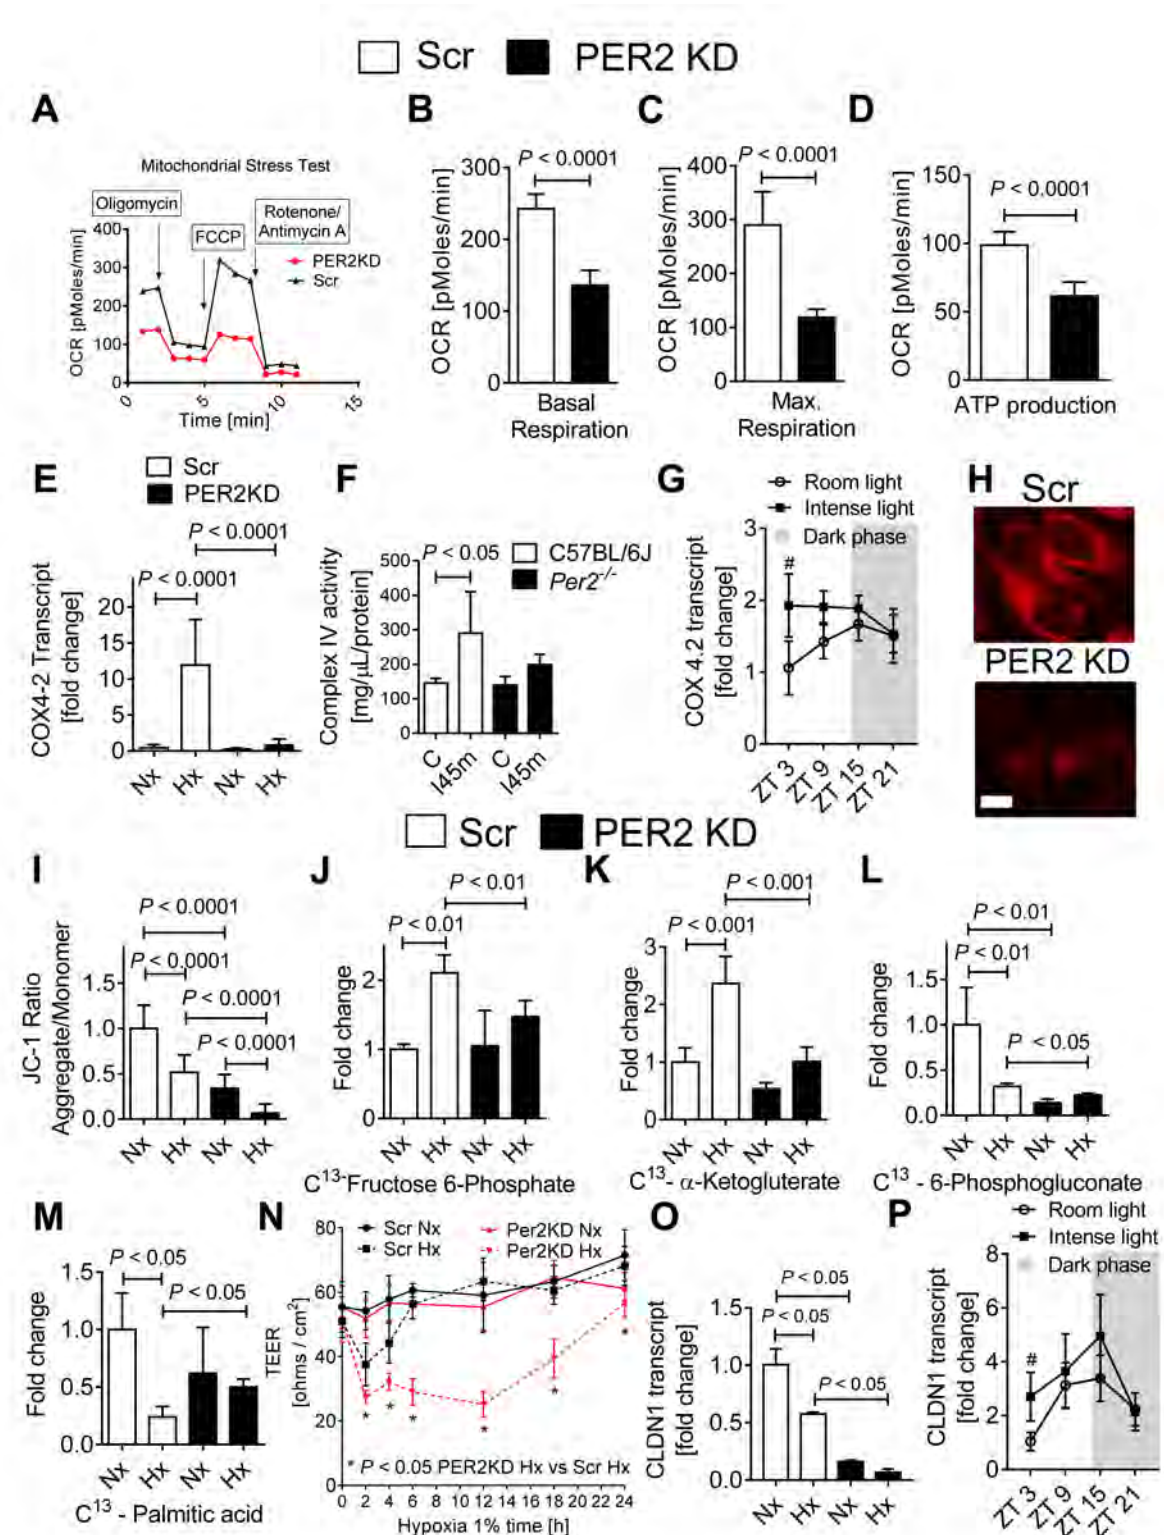 Scr PER2 KD
A
Mitochondrial Stress Test
Oligomycin
FCCP
Rotenone/
Antimycin A
PER2KD
Scr
OCR [pMoles/min]
400
300
200
100
0
0 5 10 15
Time [min]
B
P < 0.0001
OCR [pMoles/min]
300
200
100
0
Basal
Respiration
C
P < 0.0001
OCR [pMoles/min]
400
300
200
100
0
Max.
Respiration
D
P < 0.0001
OCR [pMoles/min]
150
100
50
0
ATP production
E
Scr
PER2KD
P < 0.0001
P < 0.0001
COX4-2 Transcript
[fold change]
20
15
10
5
0
Nx Hx Nx Hx
F
P < 0.05
C57BL/6J
Per2-/-
Complex IV activity
[mg/µL/protein]
500
400
300
200
100
0
C I45m C I45m
G
Room light
Intense light
Dark phase
#
COX 4.2 transcript
[fold change]
3
2
1
0
ZT 3 ZT 9 ZT 15 ZT 21
H
Scr
PER2 KD
Scr PER2 KD
I
P < 0.0001
P < 0.0001
P < 0.0001
P < 0.0001
JC-1 Ratio
Aggregate/Monomer
1.5
1.0
0.5
0.0
Nx Hx Nx Hx
J
P < 0.01
P < 0.01
Fold change
2
1
0
Nx Hx Nx Hx
C13-Fructose 6-Phosphate
K
P < 0.001
P < 0.001
Fold change
3
2
1
0
Nx Hx Nx Hx
C13- α-Ketogluterate
L
P < 0.01
P < 0.01
P < 0.05
Fold change
1.5
1.0
0.5
0.0
Nx Hx Nx Hx
C13 - 6-Phosphogluconate
M
P < 0.05
P < 0.05
Fold change
1.5
1.0
0.5
0.0
Nx Hx Nx Hx
C13 - Palmitic acid
N
Scr Nx
Scr Hx
Per2KD Nx
Per2KD Hx
TEER
[ohms / cm2]
80
60
40
20
0
* * * * * *
* P < 0.05 PER2KD Hx vs Scr Hx
0 2 4 6 8 10 12 14 16 18 20 22 24
Hypoxia 1% time [h]
O
P < 0.05
P < 0.05
P < 0.05
CLDN1 transcript
[fold change]
1.5
1.0
0.5
0.0
Nx Hx Nx Hx
P
Room light
Intense light
Dark phase
#
CLDN1 transcript
[fold change]
8
6
4
2
0
ZT 3 ZT 9 ZT 15 ZT 21